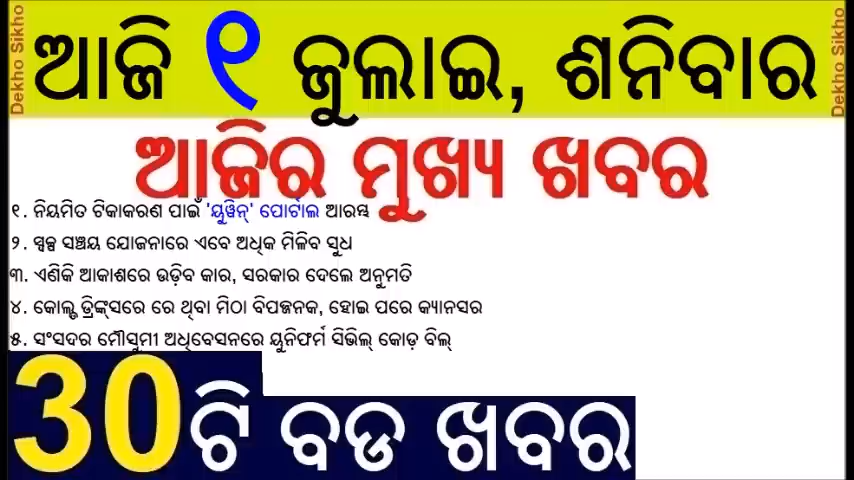 Dekho Sikho
Dekho Sikho
ଆଜି ୧ ଜୁଲାଇ, ଶନିବାର
ଆଜିର ମୁଖ୍ୟ ଖବର
୧. ନିୟମିତ ଟିକାକରଣ ପାଇଁ 'ୟୁୱିନ୍' ପୋର୍ଟାଲ ଆରମ୍ଭ
୨. ସ୍ୱଳ୍ପ ସଞ୍ଚୟ ଯୋଜନାରେ ଏବେ ଅଧିକ ମିଳିବ ସୁଧ
୩. ଏଣିକି ଆକାଶରେ ଉଡ଼ିବ କାର, ସରକାର ଦେଲେ ଅନୁମତି
୪. କୋଲ୍ଡ ଡ୍ରିଙ୍କ୍ସରେ ରେ ଥିବା ମିଠା ବିପଜ୍ଜନକ, ହୋଇ ପରେ କ୍ୟାନସର
୫. ସଂସଦର ମୌସୁମୀ ଅଧିବେସନରେ ୟୁନିଫର୍ମ ସିଭିଲ୍ କୋଡ଼ ବିଲ୍
30ଟି ବଡ ଖବର